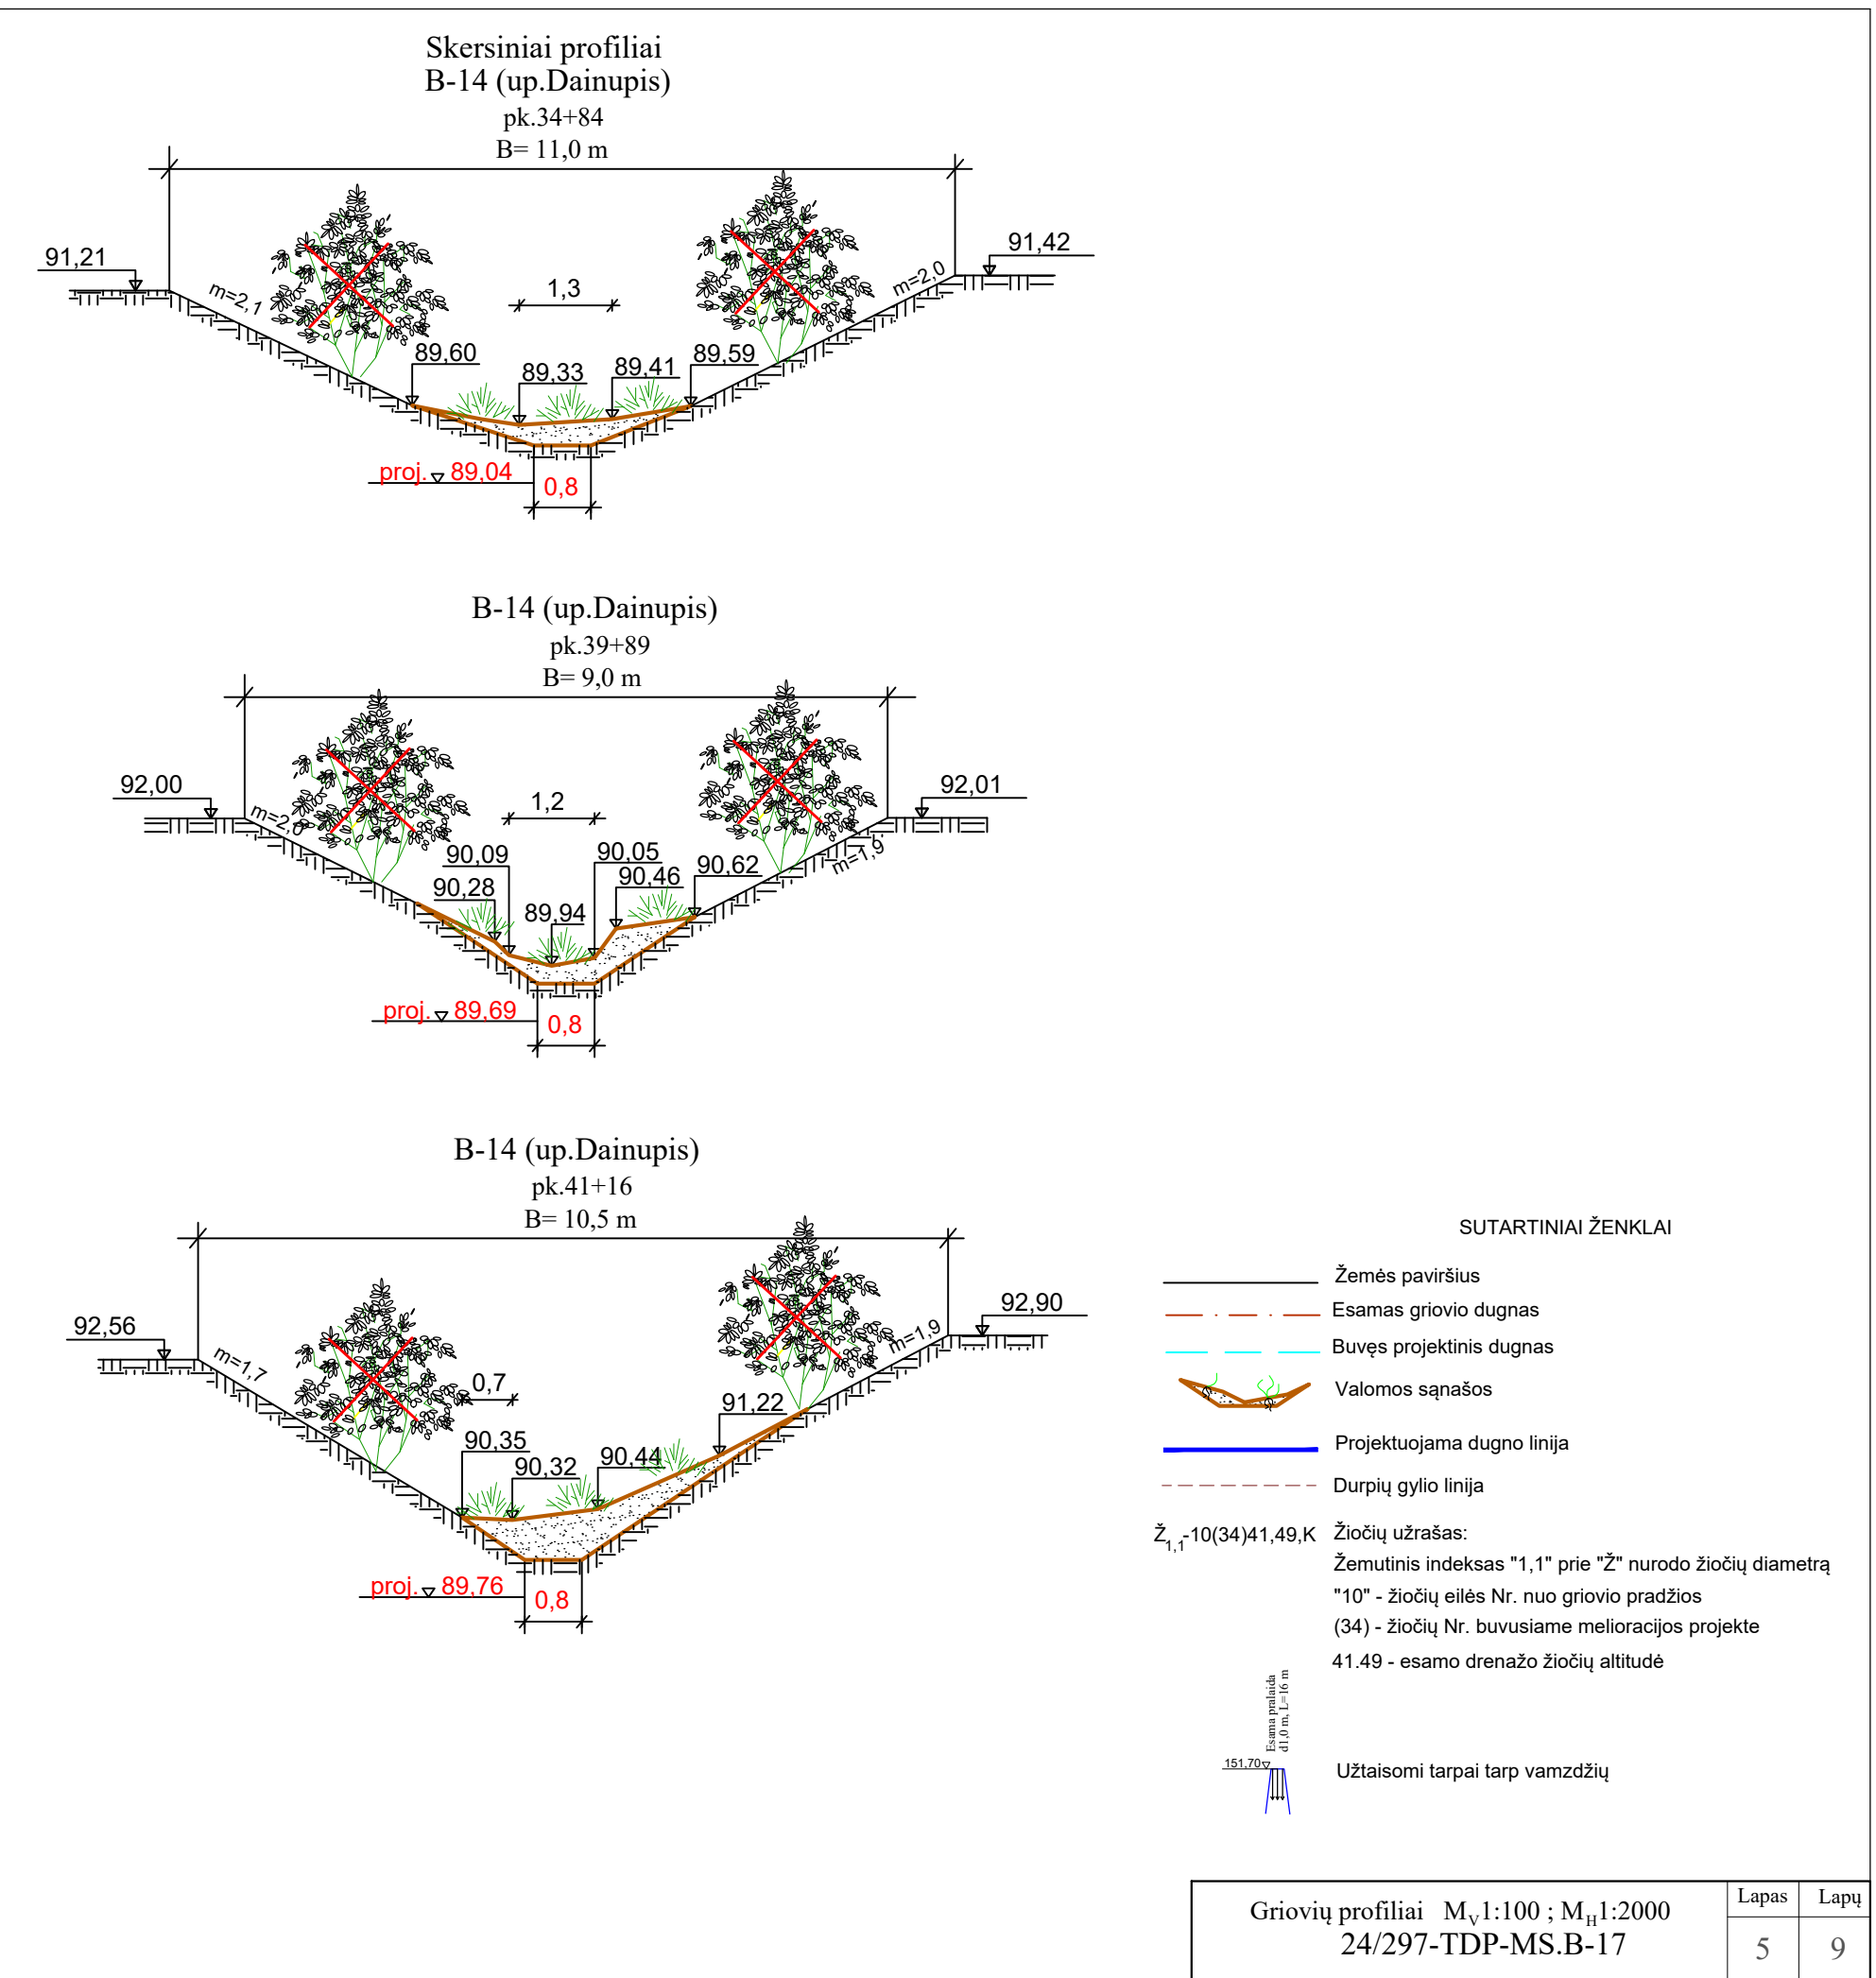 Skersiniai profiliai
B-14 (up.Dainupis)
pk.34+84
B= 11,0 m
91,21
91,42
m=2,1
m=2,0
1,3
89,60
89,33
89,41
89,59
proj. 89,04
0,8
B-14 (up.Dainupis)
pk.39+89
B= 9,0 m
92,00
92,01
m=2,0
m=1,9
1,2
90,09
90,05
90,28
90,46
90,62
89,94
proj. 89,69
0,8
B-14 (up.Dainupis)
pk.41+16
B= 10,5 m
92,56
92,90
m=1,7
m=1,9
0,7
91,22
90,35
90,32
90,44
proj. 89,76
0,8
SUTARTINIAI ŽENKLAI
Žemės paviršius
Esamas griovio dugnas
Buvęs projektinis dugnas
Valomos sąnašos
Projektuojama dugno linija
Durpių gylio linija
Ž1,1-10(34)41,49,K Žiočių užrašas:
Žemutinis indeksas "1,1" prie "Ž" nurodo žiočių diametrą
"10" - žiočių eilės Nr. nuo griovio pradžios
(34) - žiočių Nr. buvusiame melioracijos projekte
41.49 - esamo drenažo žiočių altitudė
Esama pralaida
d1,0 m, L=16 m
151,70
Užtaisomi tarpai tarp vamzdžių
Griovių profiliai MV1:100 ; MH1:2000
24/297-TDP-MS.B-17
Lapas Lapų
5 9